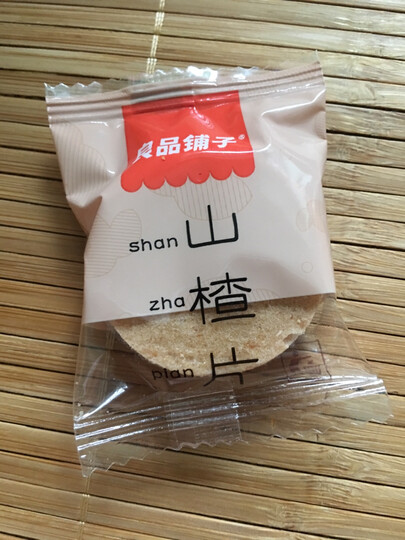 良品铺子®
shan 山
zha 楂
pian 片